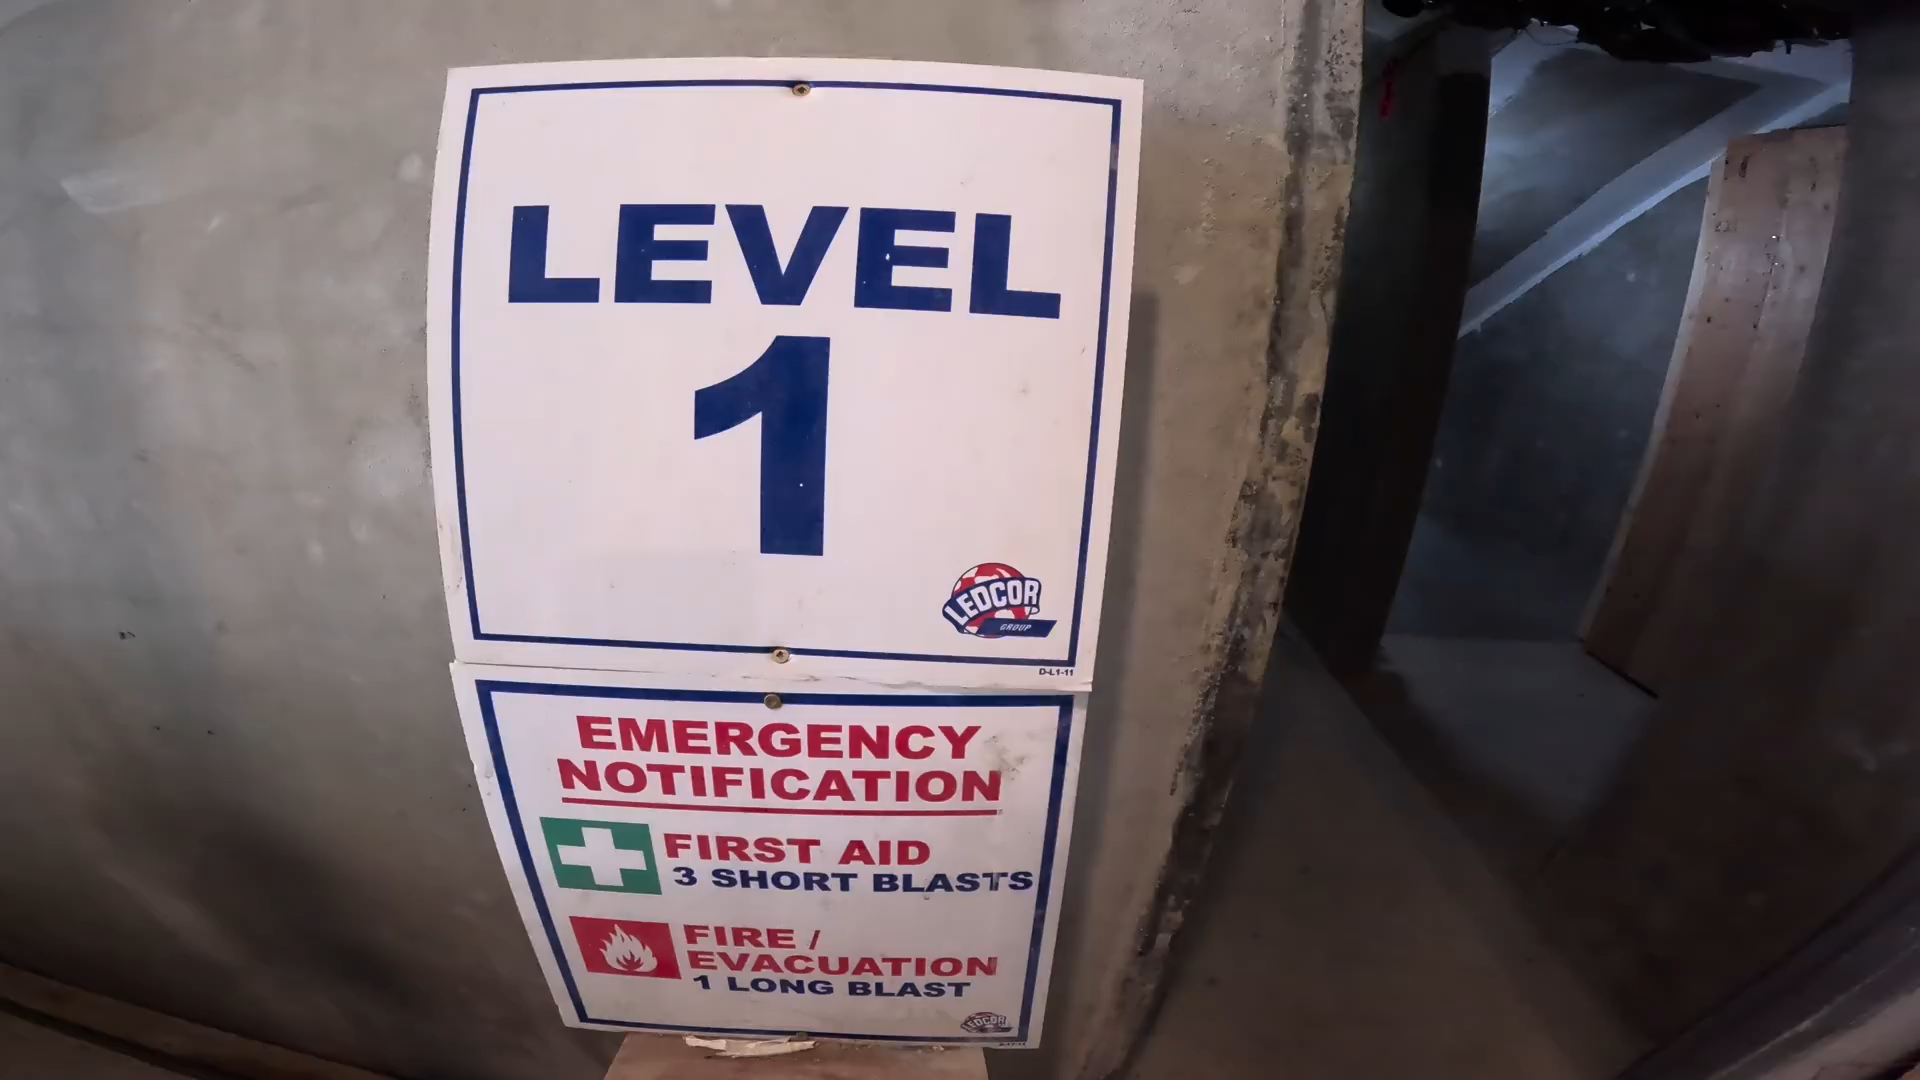 LEVEL
1
LEDCOR
GROUP
D-L1-11
EMERGENCY
NOTIFICATION
FIRST AID
3 SHORT BLASTS
FIRE /
EVACUATION
1 LONG BLAST
LEDCOR